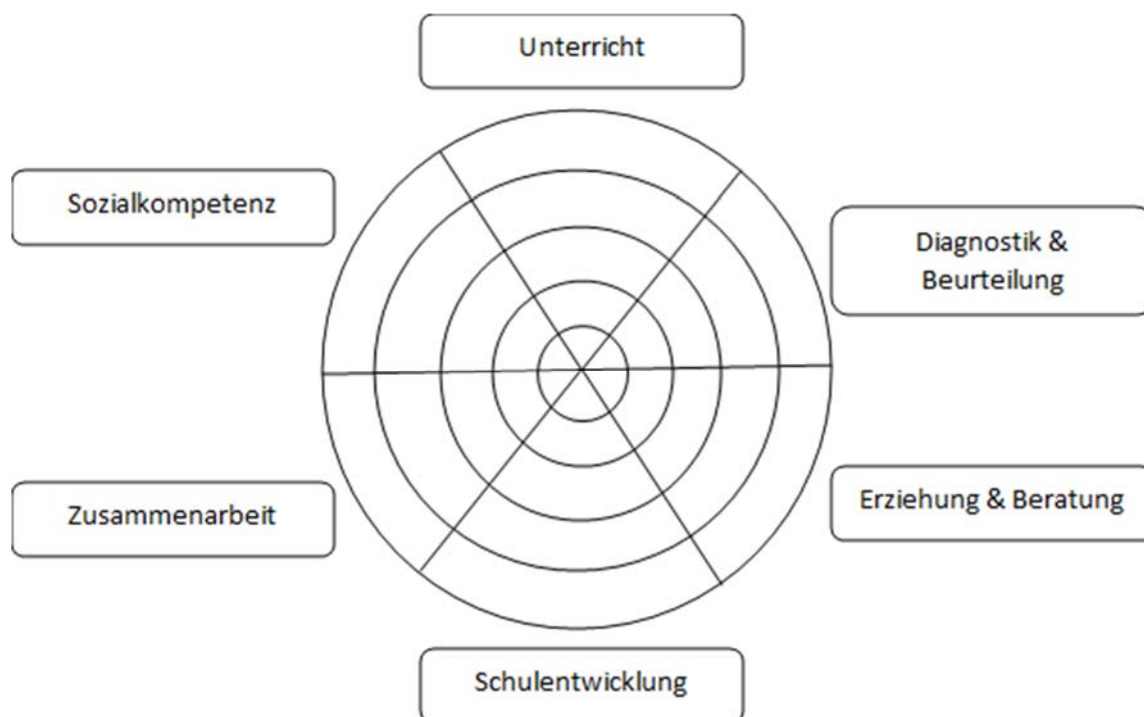 Unterricht
Sozialkompetenz
Diagnostik &
Beurteilung
Zusammenarbeit
Erziehung & Beratung
Schulentwicklung